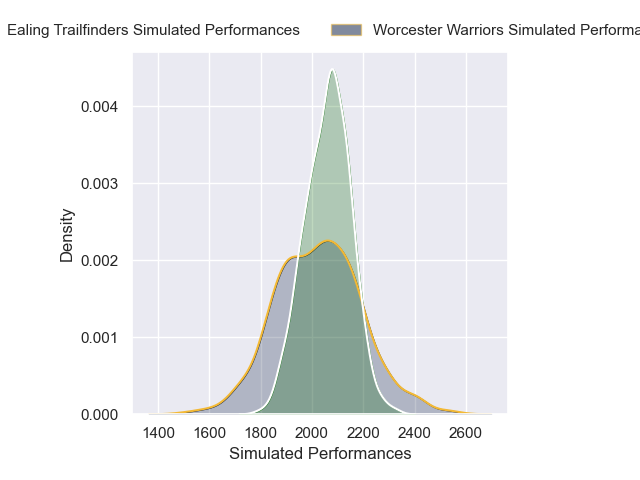 Ealing Trailfinders Simulated Performances
Worcester Warriors Simulated Performa
0.004
0.003
0.002
0.001
0.000
Density
1400 1600 1800 2000 2200 2400 2600
Simulated Performances